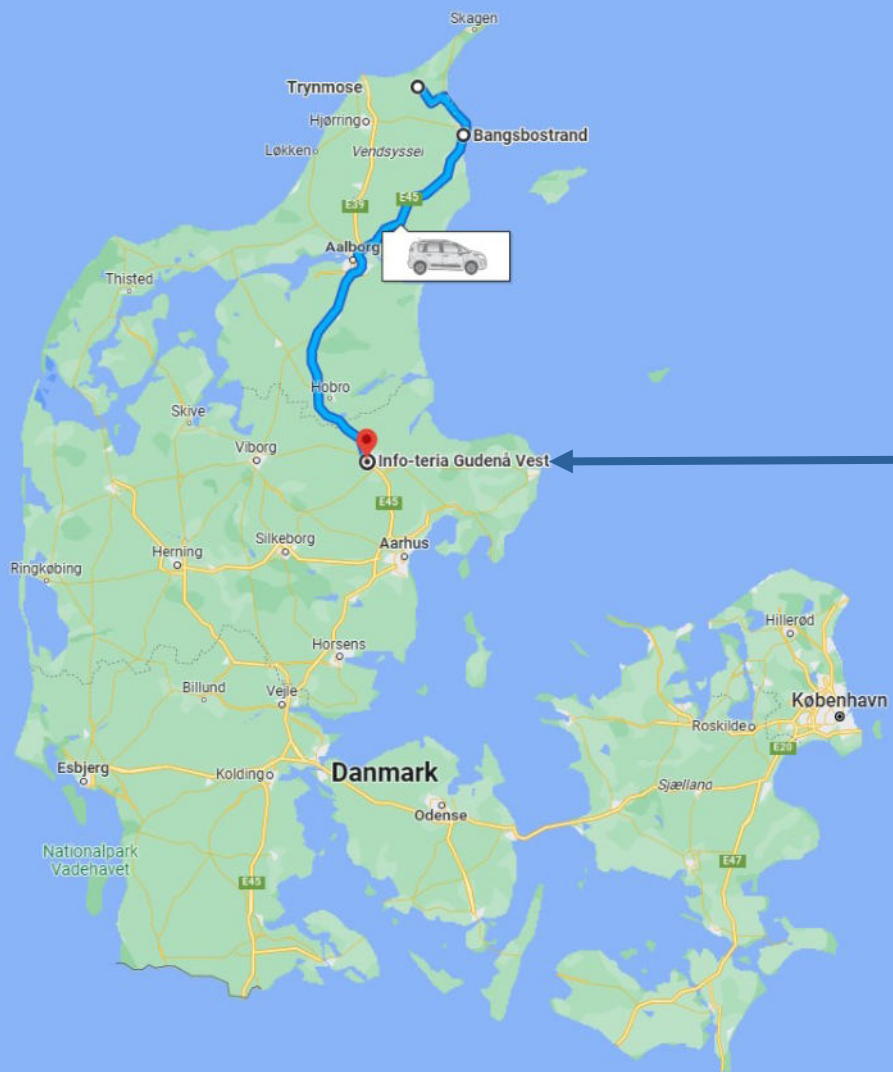 Skagen
Trynmose
Hjørring
Bangsbostrand
Løkken
Vendsyssel
E45
E39
Aalborg
Thisted
Hobro
Skive
Viborg
Info-teria Gudenå Vest
E45
Silkeborg
Aarhus
Herning
Ringkøbing
Hillerød
Horsens
Billund
Vejle
København
Roskilde
E20
Esbjerg
Kolding
Danmark
Sjælland
Odense
Nationalpark
Vadehavet
E47
E45